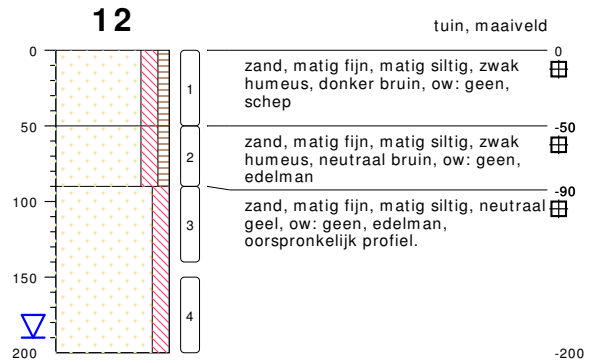 12
tuin, maaiveld
0
50
100
150
200
1
2
3
4
0
zand, matig fijn, matig siltig, zwak
humeus, donker bruin, ow: geen,
schep
-50
zand, matig fijn, matig siltig, zwak
humeus, neutraal bruin, ow: geen,
edelman
-90
zand, matig fijn, matig siltig, neutraal
geel, ow: geen, edelman,
oorspronkelijk profiel.
-200